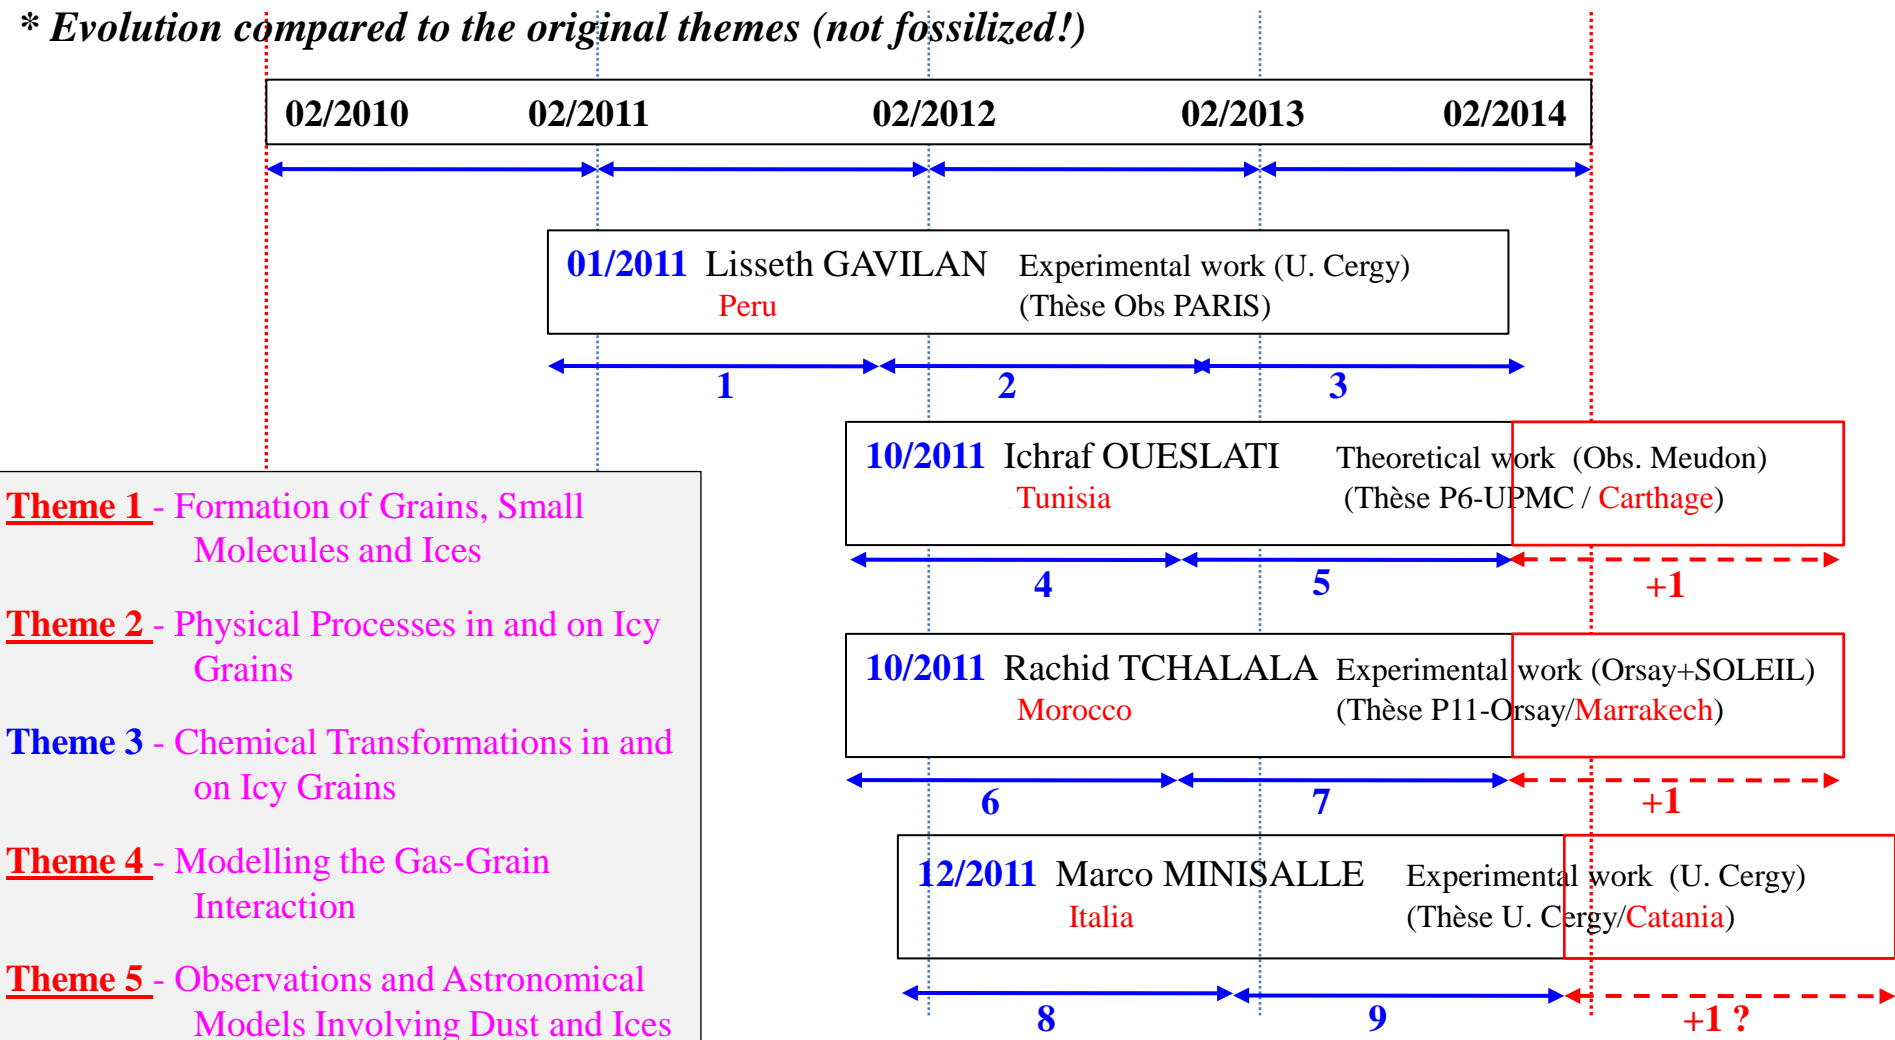 * Evolution compared to the original themes (not fossilized!)
02/2010 02/2011 02/2012 02/2013 02/2014
01/2011 Lisseth GAVILAN Experimental work (U. Cergy)
Peru (Thèse Obs PARIS)
1 2 3
10/2011 Ichraf OUESLATI Theoretical work (Obs. Meudon)
Tunisia (Thèse P6-UPMC / Carthage)
4 5 +1
10/2011 Rachid TCHALALA Experimental work (Orsay+SOLEIL)
Morocco (Thèse P11-Orsay/Marrakech)
6 7 +1
12/2011 Marco MINISALLE Experimental work (U. Cergy)
Italia (Thèse U. Cergy/Catania)
8 9 +1 ?
Theme 1 - Formation of Grains, Small
Molecules and Ices
Theme 2 - Physical Processes in and on Icy
Grains
Theme 3 - Chemical Transformations in and
on Icy Grains
Theme 4 - Modelling the Gas-Grain
Interaction
Theme 5 - Observations and Astronomical
Models Involving Dust and Ices